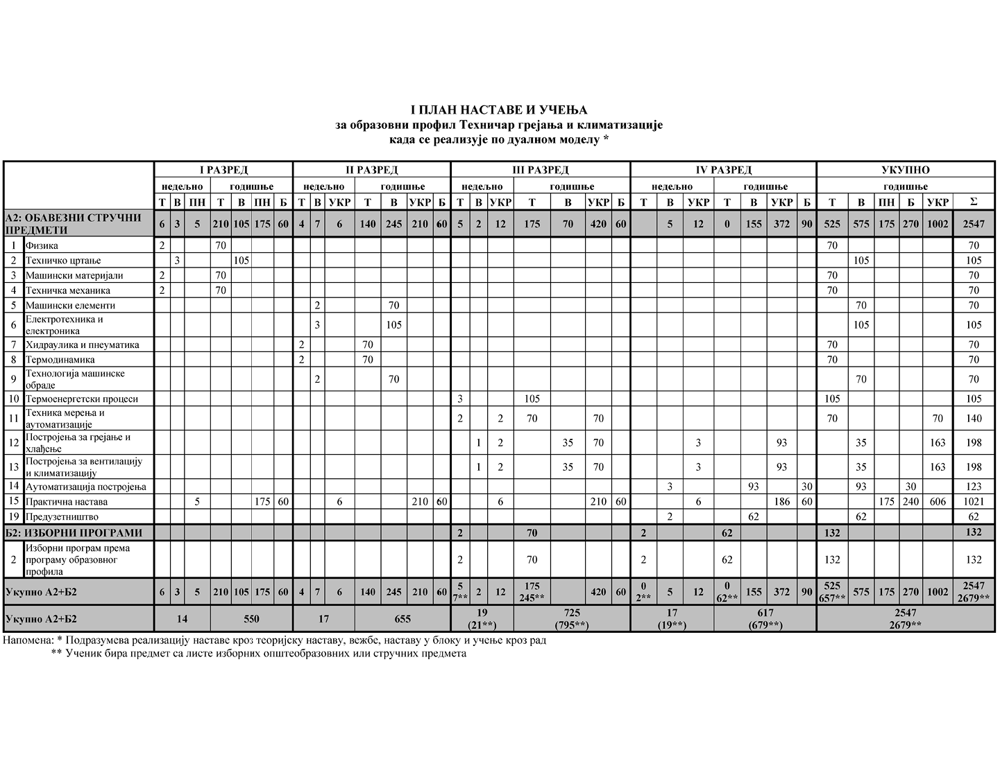 I ПЛАН НАСТАВЕ И УЧЕЊА
за образовни профил Техничар грејања и климатизације
када се реализује по дуалном моделу *
I РАЗРЕД II РАЗРЕД III РАЗРЕД IV РАЗРЕД УКУПНО
недељно годишње недељно годишње недељно годишње недељно годишње годишње
Т В ПН Т В ПН Б Т В УКР Т В УКР Б Т В УКР Т В УКР Б Т В УКР Т В УКР Б Т В ПН Б УКР Σ
А2: ОБАВЕЗНИ СТРУЧНИ
ПРЕДМЕТИ
6 3 5 210 105 175 60 4 7 6 140 245 210 60 5 2 12 175 70 420 60 5 12 0 155 372 90 525 575 175 270 1002 2547
1 Физика 2 70 70 70
2 Техничко цртање 3 105 105 105
3 Машински материјали 2 70 70 70
4 Техничка механика 2 70 70 70
5 Машински елементи 2 70 70 70
6 Електротехника и
електроника
3 105 105 105
7 Хидраулика и пнеуматика 2 70 70 70
8 Термодинамика 2 70 70 70
9 Технологија машинске
обраде
2 70 70 70
10 Термоенергетски процеси 3 105 105 105
11 Техника мерења и
аутоматизације
2 2 70 70 70 70 140
12 Постројења за грејање и
хлађење
1 2 35 70 3 93 35 163 198
13 Постројења за вентилацију
и климатизацију
1 2 35 70 3 93 35 163 198
14 Аутоматизација постројења 3 93 30 93 30 123
15 Практична настава 5 175 60 6 210 60 6 210 60 6 186 60 175 240 606 1021
19 Предузетништво 2 62 62 62
Б2: ИЗБОРНИ ПРОГРАМИ 2 70 2 62 132 132
2 Изборни програм према
програму образовног
профила
2 70 2 62 132 132
Укупно А2+Б2 6 3 5 210 105 175 60 4 7 6 140 245 210 60 5 2 12 175 420 60 0 5 12 0 155 372 90 525 575 175 270 1002 2547
7** 245** 2** 62** 657** 2679**
Укупно А2+Б2 14 550 17 655 19 725 17 617 2547
(21**) (795**) (19**) (679**) 2679**
Напомена: * Подразумева реализацију наставе кроз теоријску наставу, вежбе, наставу у блоку и учење кроз рад
** Ученик бира предмет са листе изборних општеобразовних или стручних предмета